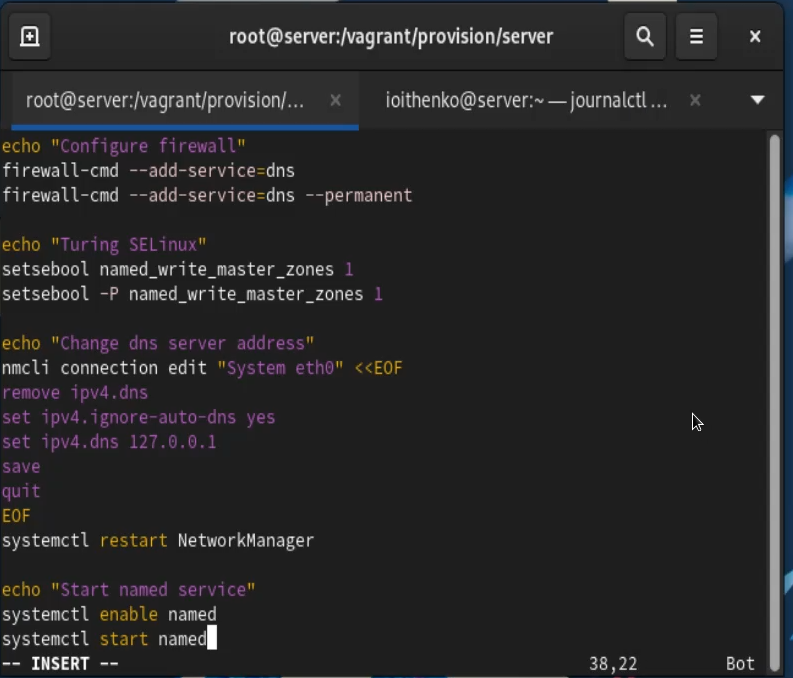 root@server:/vagrant/provision/server
root@server:/vagrant/provision/...
ioithenko@server:~ — journalctl ...
echo "Configure firewall"
firewall-cmd --add-service=dns
firewall-cmd --add-service=dns --permanent
echo "Turing SELinux"
setsebool named_write_master_zones 1
setsebool -P named_write_master_zones 1
echo "Change dns server address"
nmcli connection edit "System eth0" <<EOF
remove ipv4.dns
set ipv4.ignore-auto-dns yes
set ipv4.dns 127.0.0.1
save
quit
EOF
systemctl restart NetworkManager
echo "Start named service"
systemctl enable named
systemctl start named
-- INSERT -- 38,22 Bot